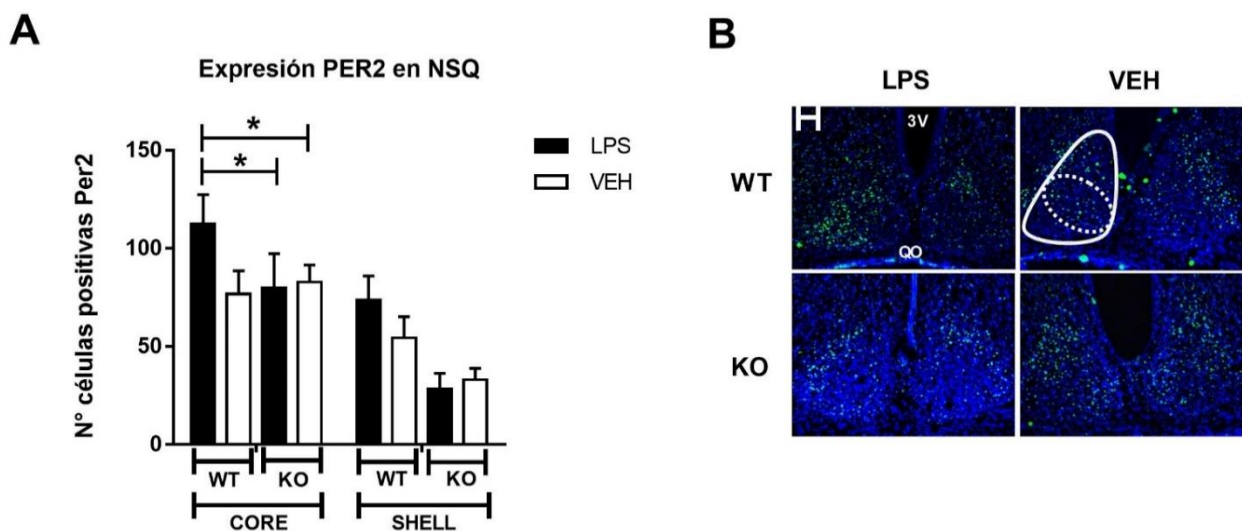 A
Expresión PER2 en NSQ
N° células positivas Per2
150
100
50
0
*
*
LPS
VEH
WT
KO
WT
KO
CORE
SHELL
B
LPS
VEH
WT
KO
H
3V
QO